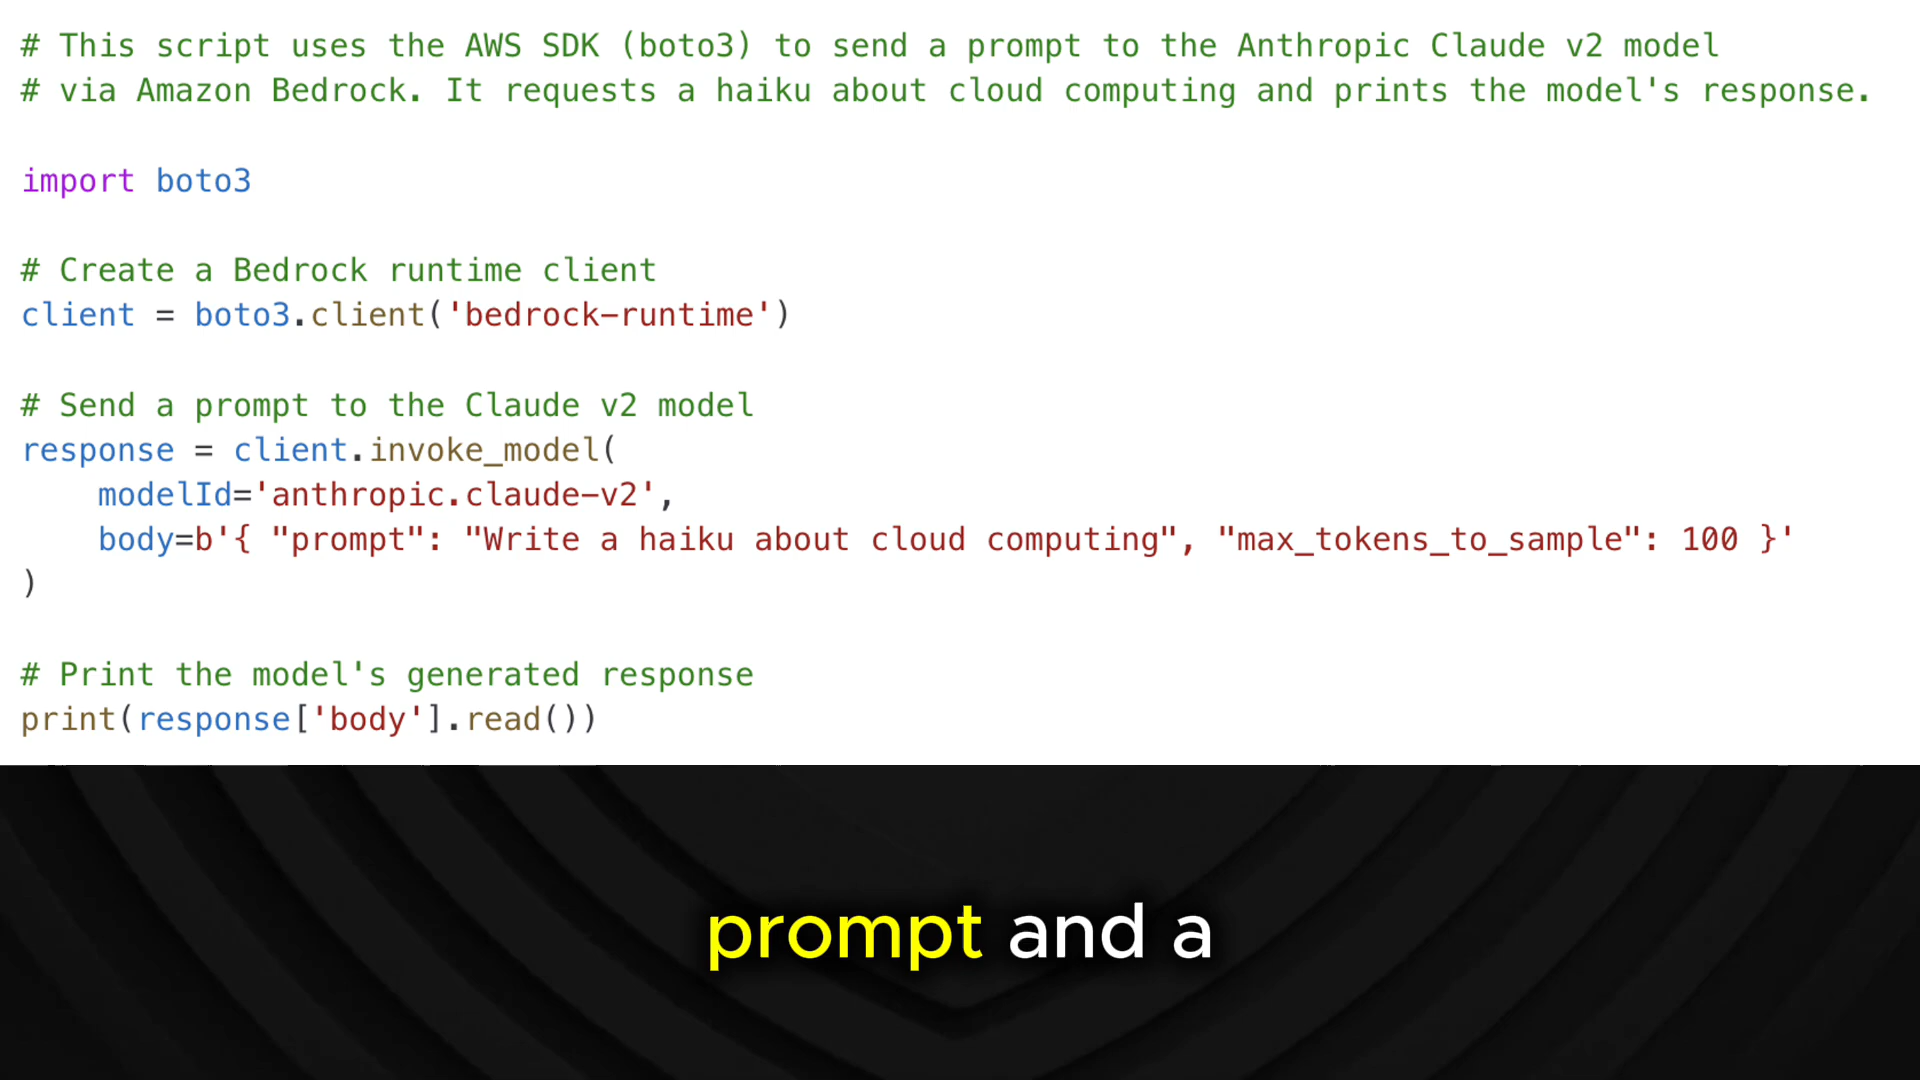 # This script uses the AWS SDK (boto3) to send a prompt to the Anthropic Claude v2 model
# via Amazon Bedrock. It requests a haiku about cloud computing and prints the model's response.
import boto3
# Create a Bedrock runtime client
client = boto3.client('bedrock-runtime')
# Send a prompt to the Claude v2 model
response = client.invoke_model(
    modelId='anthropic.claude-v2',
    body=b'{ "prompt": "Write a haiku about cloud computing", "max_tokens_to_sample": 100 }'
)
# Print the model's generated response
print(response['body'].read())
prompt and a